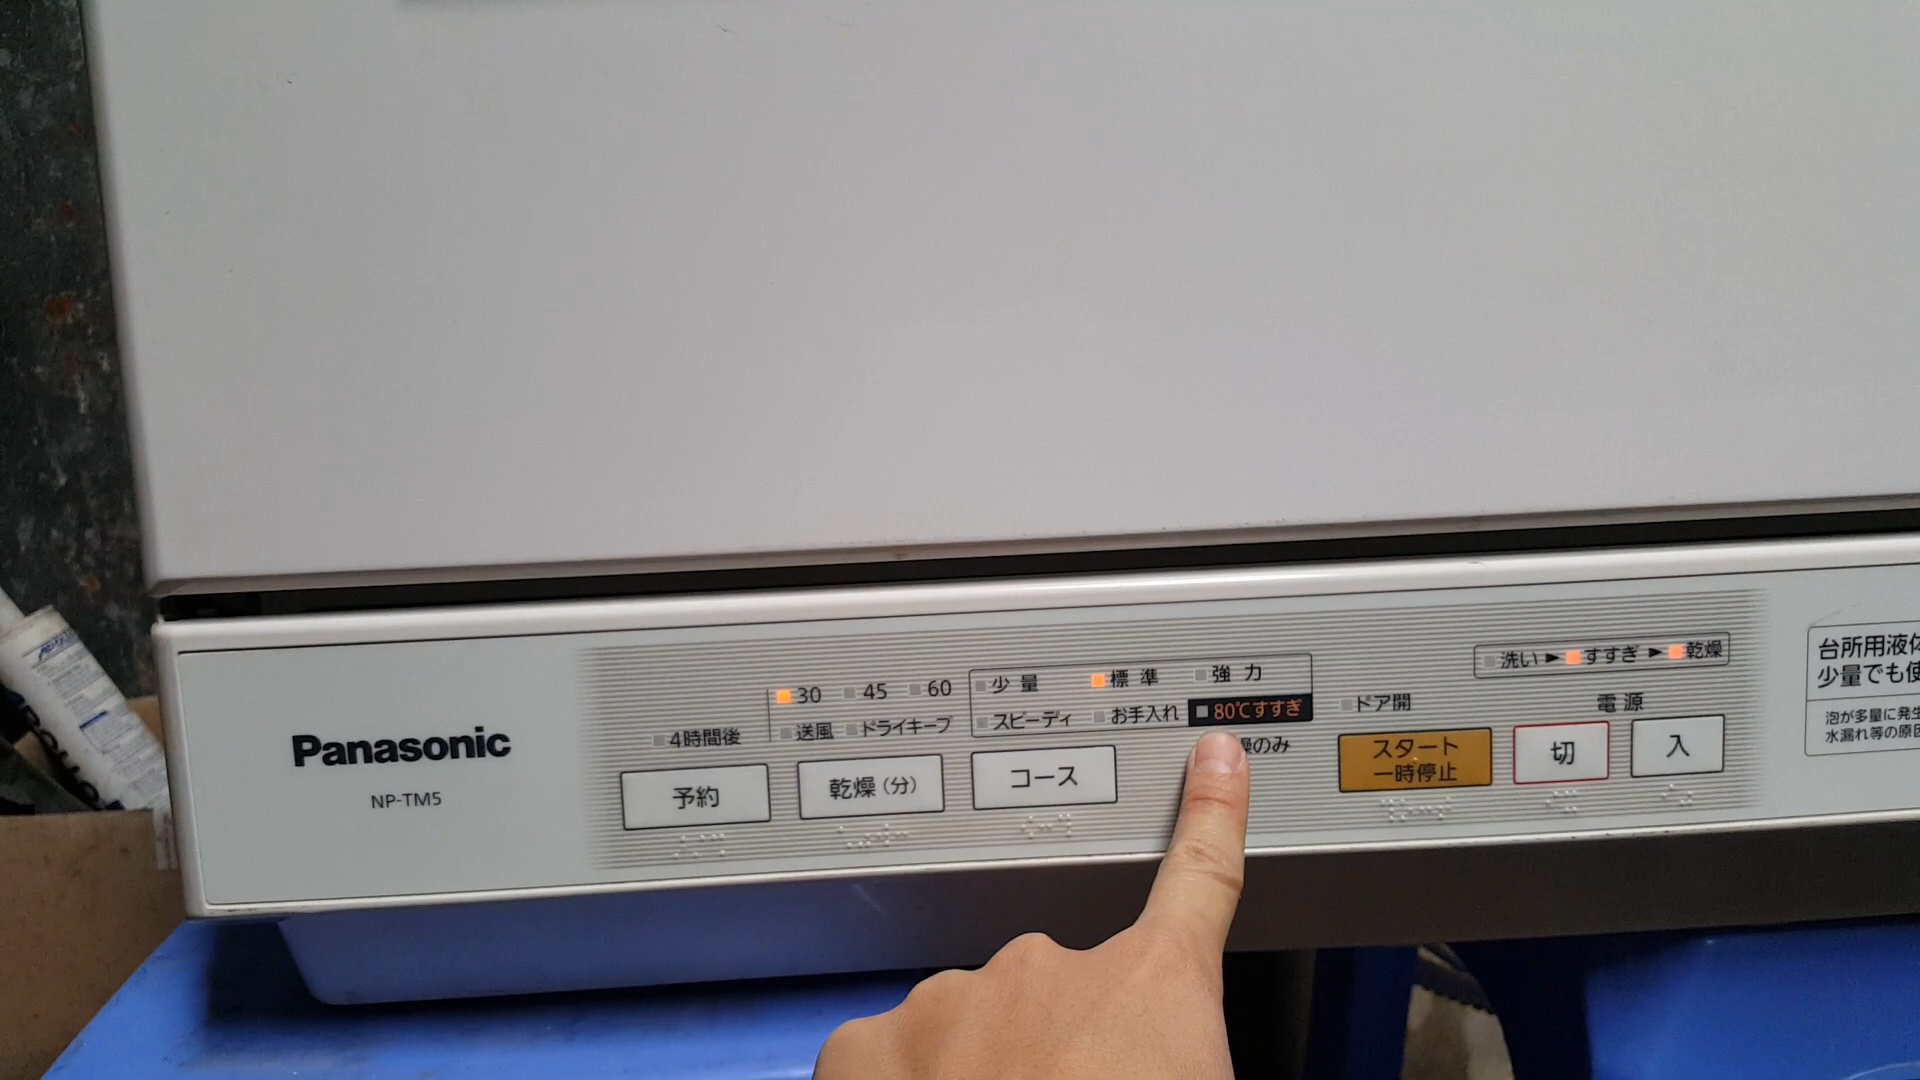 Panasonic
NP-TM5
4時間後
予約
30 45 60
送風 ドライキープ
乾燥（分）
少量 標準 強力
スピーディ お手入れ 80℃すすぎ
コース
燥のみ
ドア開
スタート
一時停止
洗い ▶ すすぎ ▶ 乾燥
電源
切
入
台所用液体
少量でも使
泡が多量に発生
水漏れ等の原因